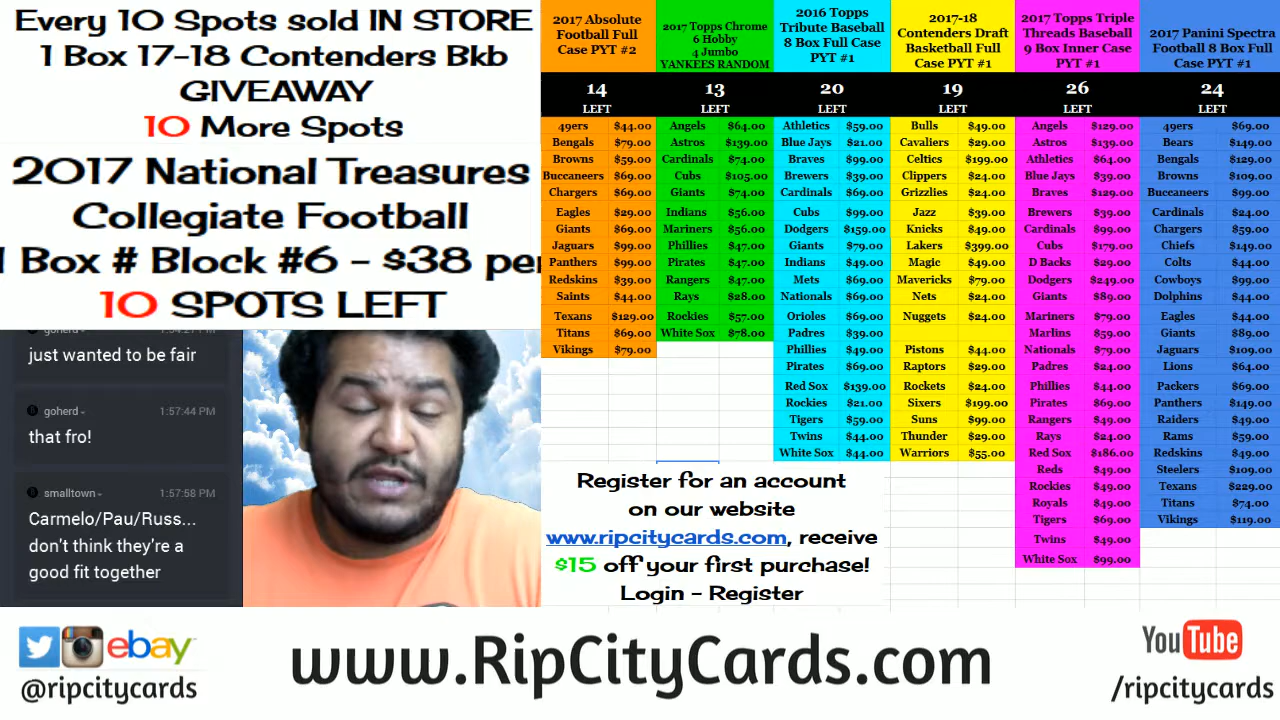 Every 10 Spots sold IN STORE
1 Box 17-18 Contenders Bkb
GIVEAWAY
10 More Spots
2017 National Treasures
Collegiate Football
1 Box # Block #6 - $38 per
10 SPOTS LEFT
goherd 1:54:27 PM
just wanted to be fair
goherd 1:57:44 PM
that fro!
smalltown 1:57:58 PM
Carmelo/Pau/Russ...
don't think they're a
good fit together
2017 Absolute
Football Full
Case PYT #2
14
LEFT
49ers $44.00
Bengals $79.00
Browns $59.00
Buccaneers $69.00
Chargers $69.00
Eagles $29.00
Giants $69.00
Jaguars $99.00
Panthers $99.00
Redskins $39.00
Saints $44.00
Texans $129.00
Titans $69.00
Vikings $79.00
2017 Topps Chrome
6 Hobby
4 Jumbo
YANKEES RANDOM
13
LEFT
Angels $64.00
Astros $139.00
Cardinals $74.00
Cubs $105.00
Giants $74.00
Indians $56.00
Mariners $56.00
Phillies $47.00
Pirates $47.00
Rangers $47.00
Rays $28.00
Rockies $57.00
White Sox $78.00
2016 Topps
Tribute Baseball
8 Box Full Case
PYT #1
20
LEFT
Athletics $59.00
Blue Jays $21.00
Braves $99.00
Brewers $39.00
Cardinals $69.00
Cubs $99.00
Dodgers $159.00
Giants $79.00
Indians $49.00
Mets $69.00
Nationals $69.00
Orioles $69.00
Padres $39.00
Phillies $49.00
Pirates $69.00
Red Sox $139.00
Rockies $21.00
Tigers $59.00
Twins $44.00
White Sox $44.00
2017-18
Contenders Draft
Basketball Full
Case PYT #1
19
LEFT
Bulls $49.00
Cavaliers $29.00
Celtics $199.00
Clippers $24.00
Grizzlies $24.00
Jazz $39.00
Knicks $49.00
Lakers $399.00
Magic $49.00
Mavericks $79.00
Nets $24.00
Nuggets $24.00
Pistons $44.00
Raptors $29.00
Rockets $24.00
Sixers $199.00
Suns $99.00
Thunder $29.00
Warriors $55.00
2017 Topps Triple
Threads Baseball
9 Box Inner Case
PYT #1
26
LEFT
Angels $129.00
Astros $139.00
Athletics $64.00
Blue Jays $39.00
Braves $129.00
Brewers $39.00
Cardinals $99.00
Cubs $179.00
D Backs $29.00
Dodgers $249.00
Giants $89.00
Mariners $79.00
Marlins $59.00
Nationals $79.00
Padres $24.00
Phillies $44.00
Pirates $69.00
Rangers $49.00
Rays $24.00
Red Sox $186.00
Reds $49.00
Rockies $49.00
Royals $49.00
Tigers $69.00
Twins $49.00
White Sox $99.00
2017 Panini Spectra
Football 8 Box Full
Case PYT #1
24
LEFT
49ers $69.00
Bears $149.00
Bengals $129.00
Browns $109.00
Buccaneers $99.00
Cardinals $24.00
Chargers $59.00
Chiefs $149.00
Colts $44.00
Cowboys $99.00
Dolphins $44.00
Eagles $44.00
Giants $89.00
Jaguars $109.00
Lions $64.00
Packers $69.00
Panthers $149.00
Raiders $49.00
Rams $59.00
Redskins $49.00
Steelers $109.00
Texans $229.00
Titans $74.00
Vikings $119.00
Register for an account
on our website
www.ripcitycards.com, receive
$15 off your first purchase!
Login - Register
ebay
@ripcitycards
www.RipCityCards.com
YouTube
/ripcitycards